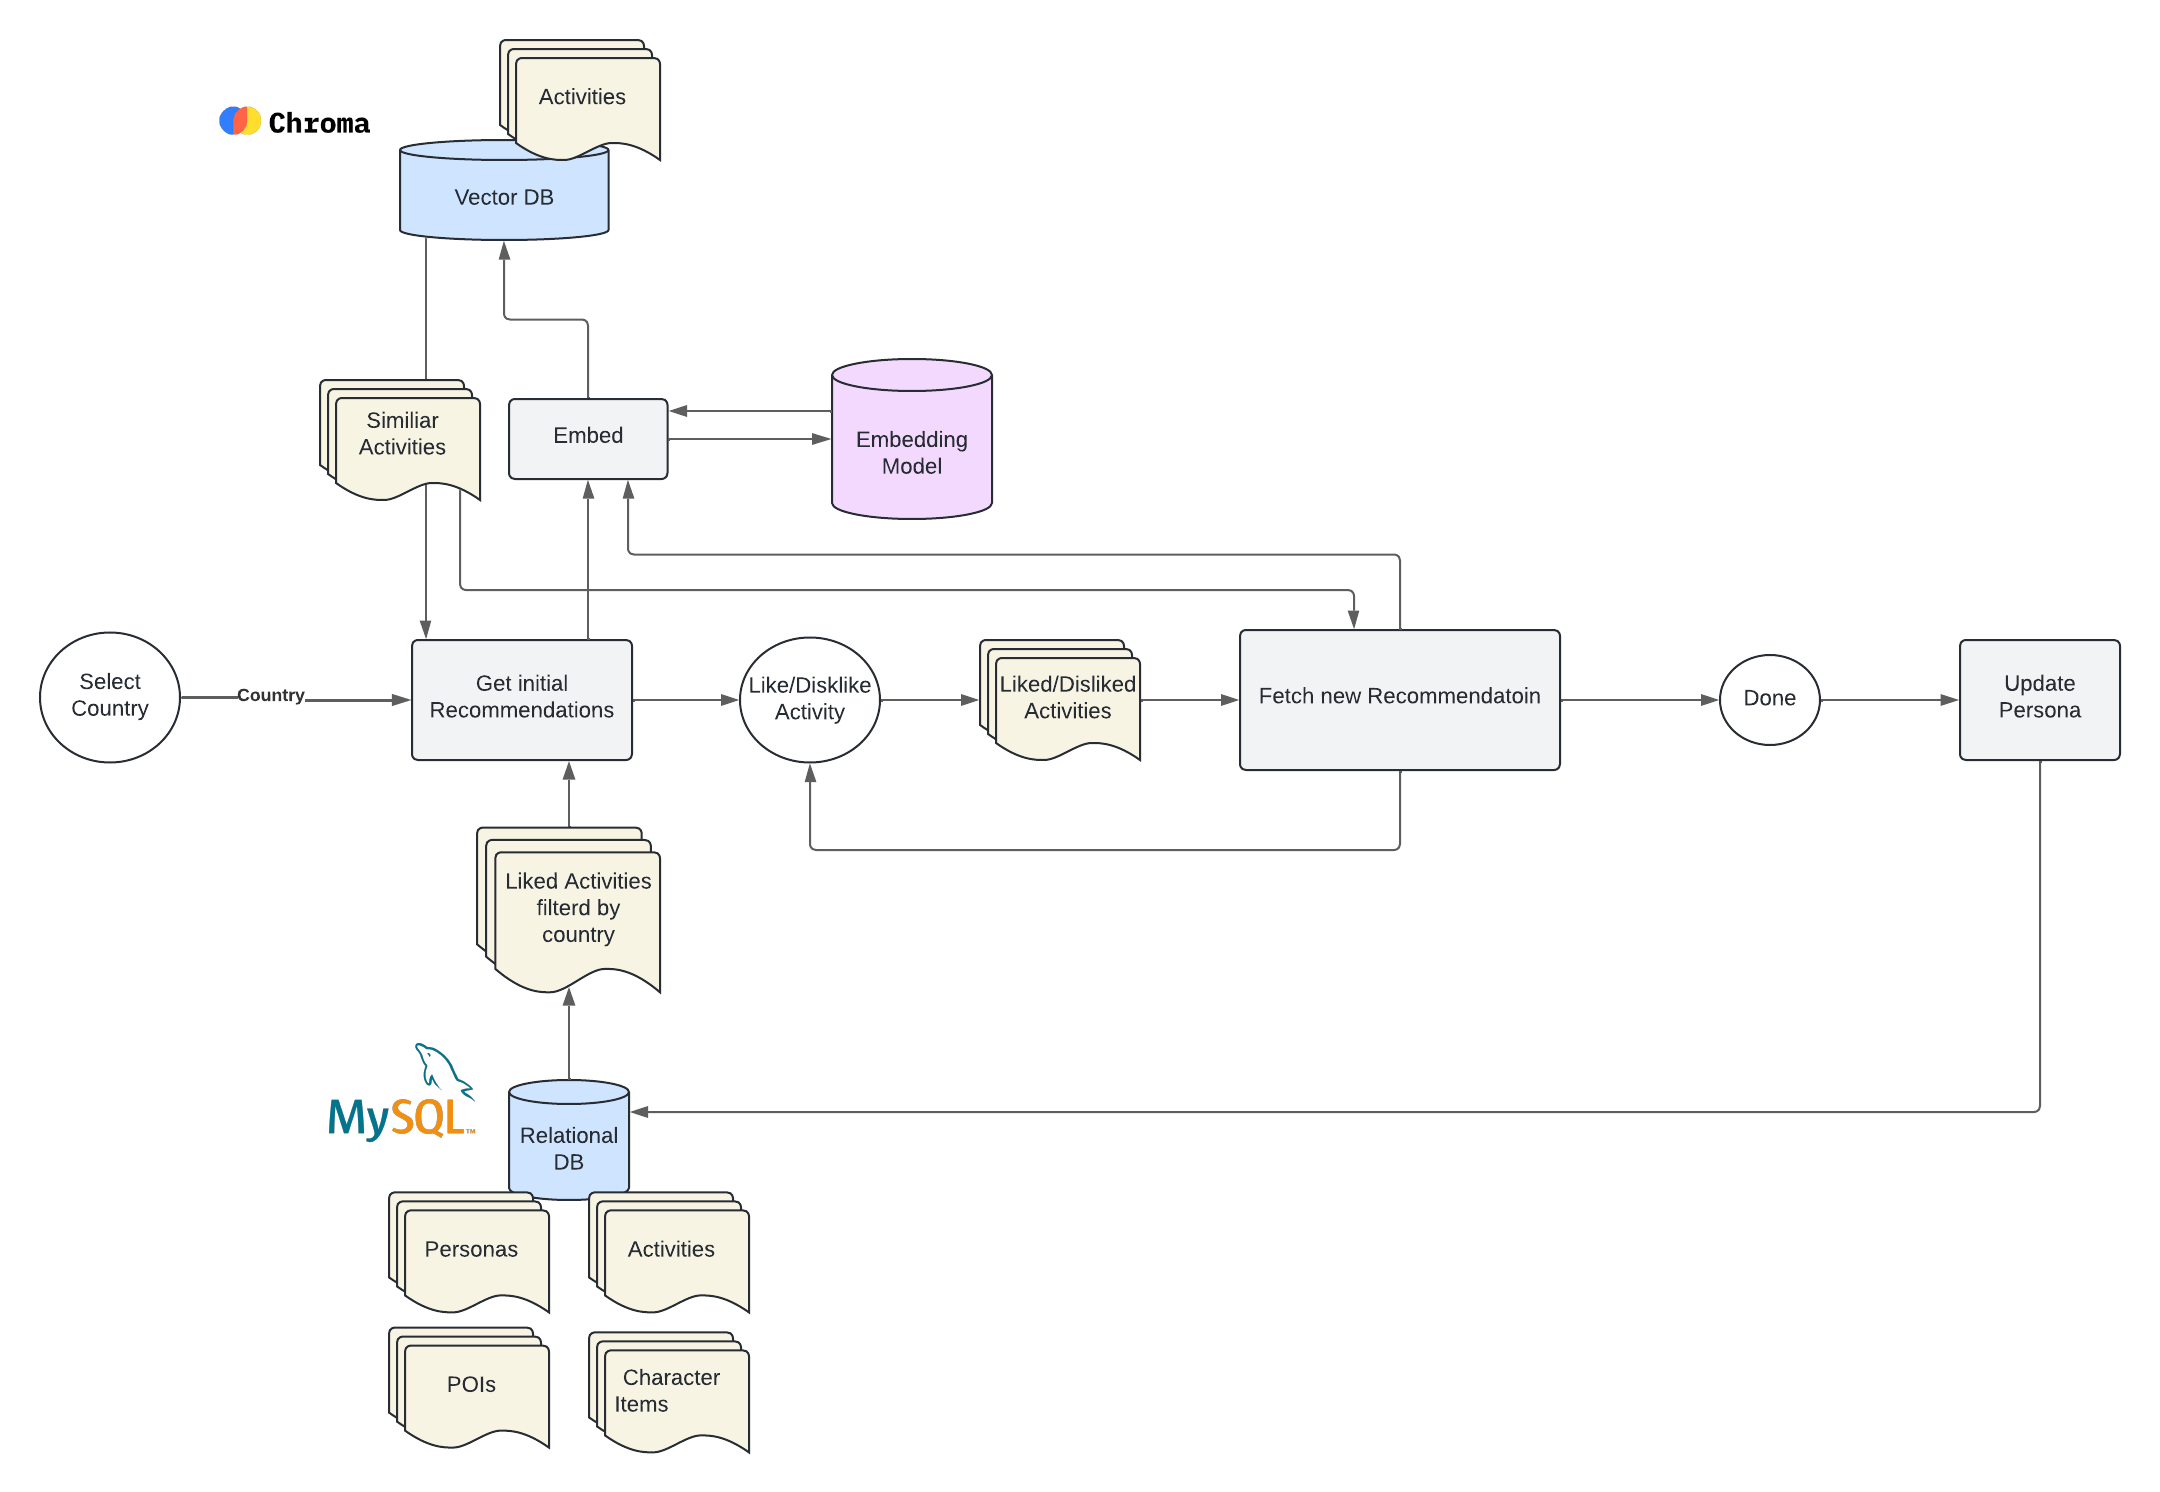 Activities
Chroma
Vector DB
Similiar
Activities
Embed
Embedding
Model
Select
Country
Country
Get initial
Recommendations
Like/Disklike
Activity
Liked/Disliked
Activities
Fetch new Recommendatoin
Done
Update
Persona
Liked Activities
filterd by
country
MySQL™
Relational
DB
Personas
Activities
POIs
Character
Items